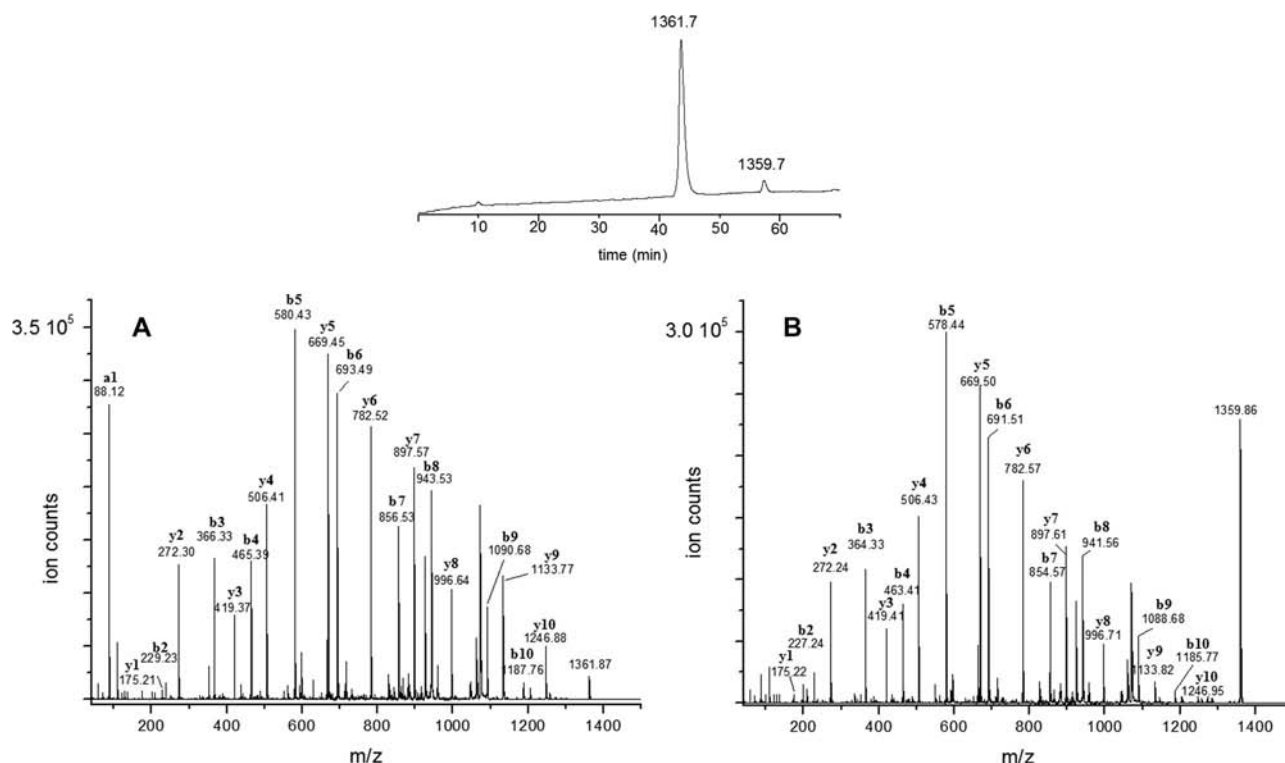 1361.7
1359.7
10 20 30 40 50 60
time (min)
A
3.5 10⁵
ion counts
a1
88.12
y1
175.21
b2
229.23
y2
272.30
b3
366.33
y3
419.37
b4
465.39
y4
506.41
b5
580.43
y5
669.45
b6
693.49
y6
782.52
b7
856.53
y7
897.57
b8
943.53
y8
996.64
b9
1090.68
y9
1133.77
b10
1187.76
y10
1246.88
1361.87
200 400 600 800 1000 1200 1400
m/z
B
3.0 10⁵
ion counts
y1
175.22
b2
227.24
y2
272.24
b3
364.33
y3
419.41
b4
463.41
y4
506.43
b5
578.44
y5
669.50
b6
691.51
y6
782.57
y7
897.61
b7
854.57
b8
941.56
y8
996.71
b9
1088.68
y9
1133.82
b10
1185.77
y10
1246.95
1359.86
200 400 600 800 1000 1200 1400
m/z